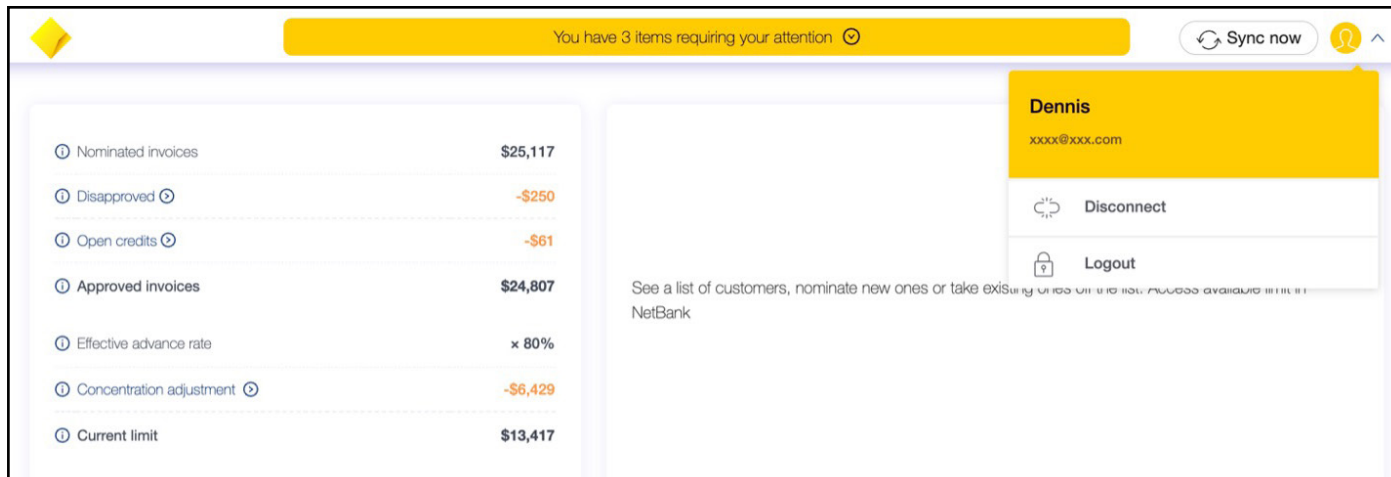 You have 3 items requiring your attention
Sync now
Dennis
xxxx@xxx.com
Disconnect
Logout
Nominated invoices $25,117
Disapproved -$250
Open credits -$61
Approved invoices $24,807
Effective advance rate × 80%
Concentration adjustment -$6,429
Current limit $13,417
See a list of customers, nominate new ones or take existing ones off the list. Access available limit in
NetBank